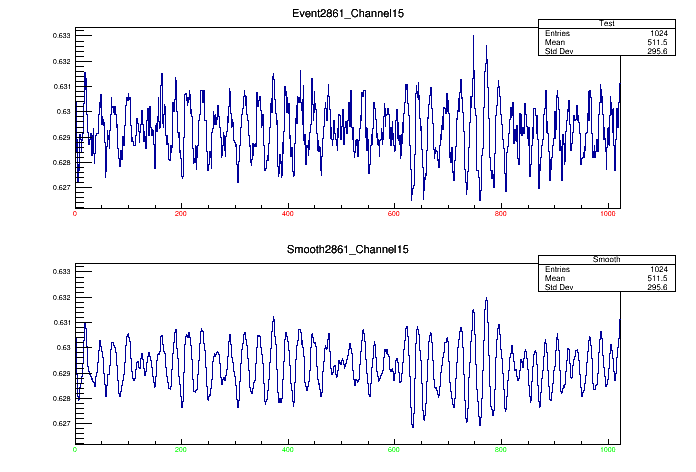 Event2861_Channel15
Test
Entries 1024
Mean 511.5
Std Dev 295.6
0.633
0.632
0.631
0.63
0.629
0.628
0.627
0 200 400 600 800 1000
Smooth2861_Channel15
Smooth
Entries 1024
Mean 511.5
Std Dev 295.6
0.633
0.632
0.631
0.63
0.629
0.628
0.627
0 200 400 600 800 1000